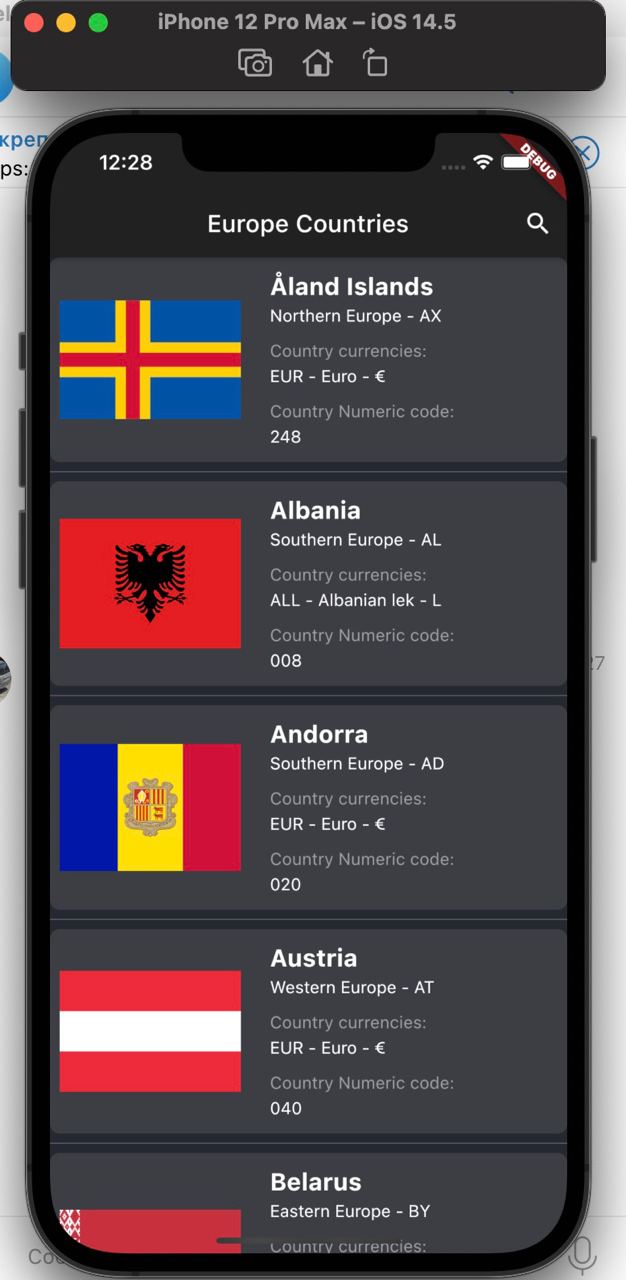 iPhone 12 Pro Max – iOS 14.5
12:28
DEBUG
Europe Countries
Åland Islands
Northern Europe - AX
Country currencies:
EUR - Euro - €
Country Numeric code:
248
Albania
Southern Europe - AL
Country currencies:
ALL - Albanian lek - L
Country Numeric code:
008
Andorra
Southern Europe - AD
Country currencies:
EUR - Euro - €
Country Numeric code:
020
Austria
Western Europe - AT
Country currencies:
EUR - Euro - €
Country Numeric code:
040
Belarus
Eastern Europe - BY
Country currencies: